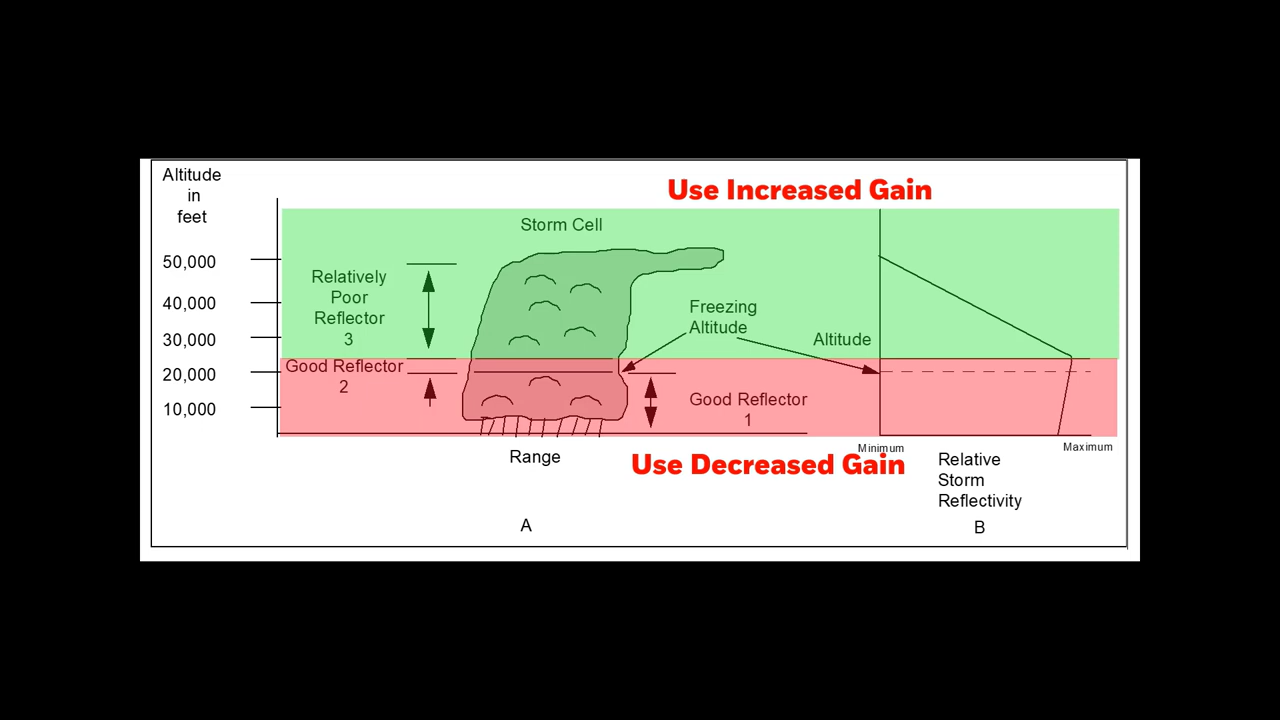 Altitude
in
feet
Use Increased Gain
Storm Cell
50,000
40,000
30,000
20,000
10,000
Relatively
Poor
Reflector
3
Good Reflector
2
Freezing
Altitude
Altitude
Good Reflector
1
Range
Use Decreased Gain
Minimum
Maximum
Relative
Storm
Reflectivity
A
B